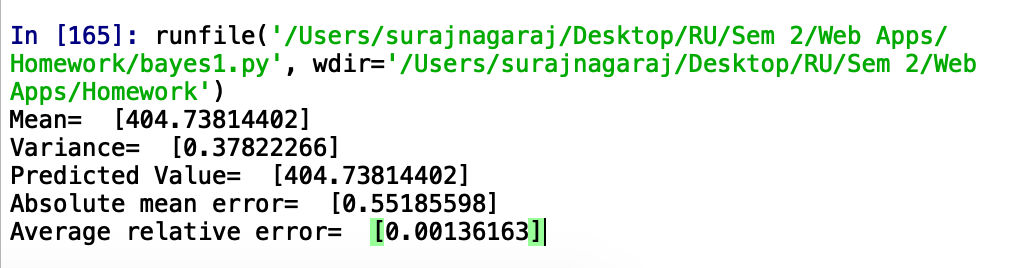 In [165]: runfile('/Users/surajnagaraj/Desktop/RU/Sem 2/Web Apps/
Homework/bayes1.py', wdir='/Users/surajnagaraj/Desktop/RU/Sem 2/Web
Apps/Homework')
Mean=  [404.73814402]
Variance=  [0.37822266]
Predicted Value=  [404.73814402]
Absolute mean error=  [0.55185598]
Average relative error=  [0.00136163]